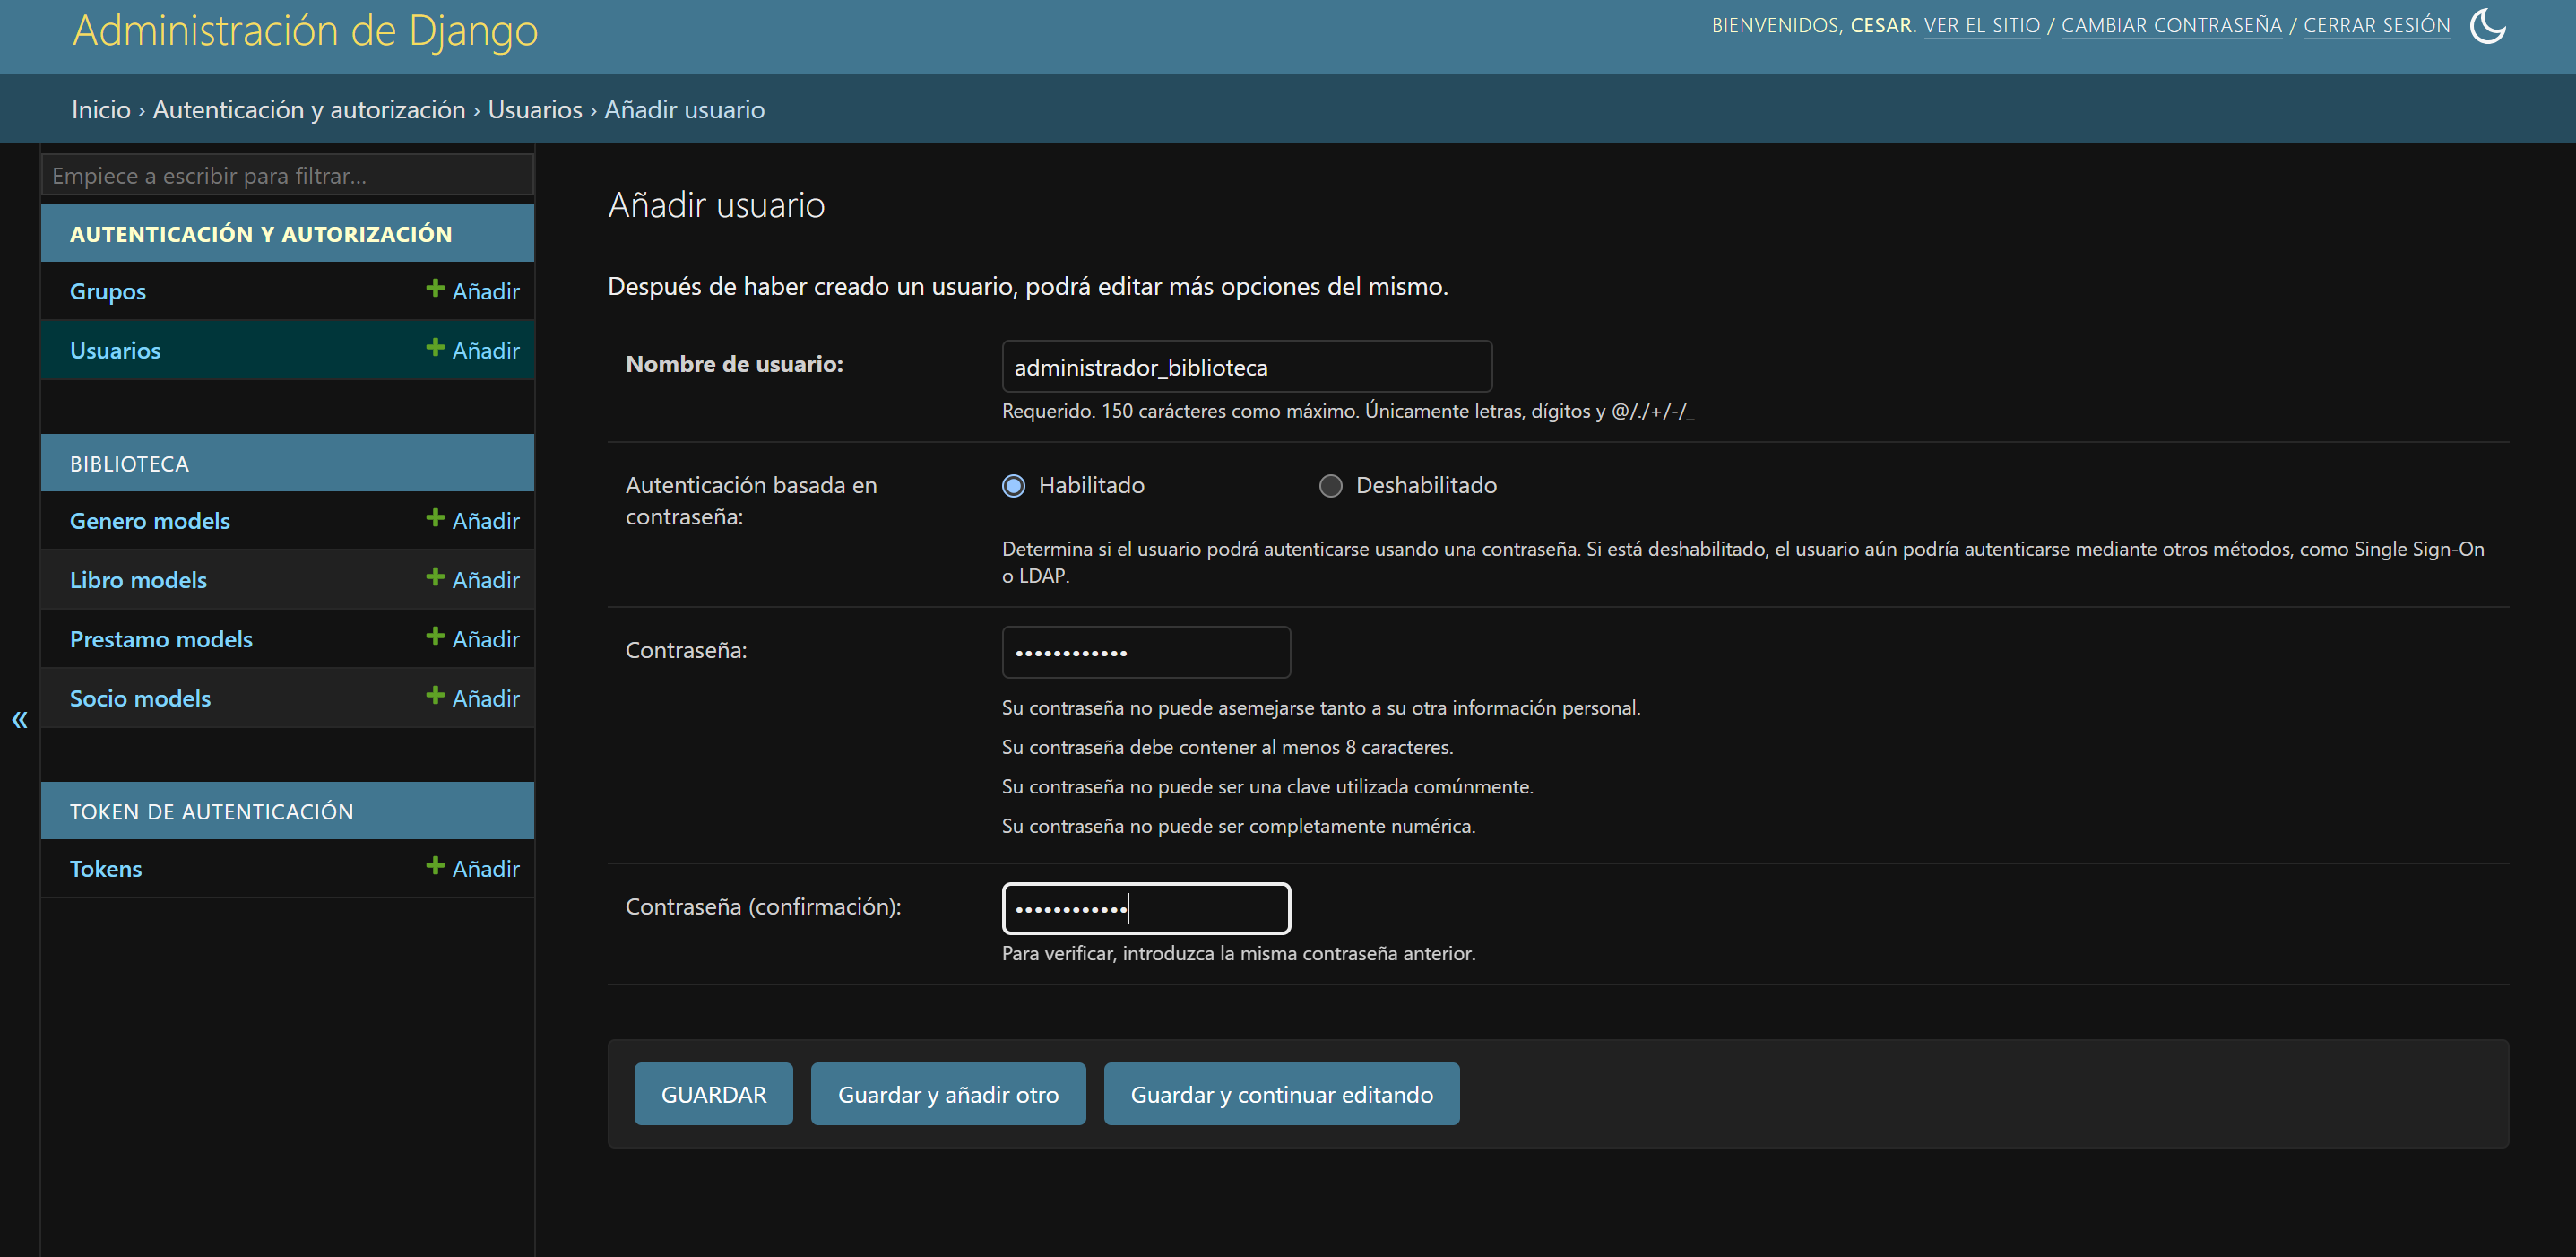 Administración de Django
BIENVENIDOS, CESAR. VER EL SITIO / CAMBIAR CONTRASEÑA / CERRAR SESIÓN
Inicio › Autenticación y autorización › Usuarios › Añadir usuario
Empiece a escribir para filtrar...
AUTENTICACIÓN Y AUTORIZACIÓN
Grupos + Añadir
Usuarios + Añadir
BIBLIOTECA
Genero models + Añadir
Libro models + Añadir
Prestamo models + Añadir
Socio models + Añadir
TOKEN DE AUTENTICACIÓN
Tokens + Añadir
«
Añadir usuario
Después de haber creado un usuario, podrá editar más opciones del mismo.
Nombre de usuario: administrador_biblioteca
Requerido. 150 carácteres como máximo. Únicamente letras, dígitos y @/./+/-/_
Autenticación basada en
contraseña:
Habilitado Deshabilitado
Determina si el usuario podrá autenticarse usando una contraseña. Si está deshabilitado, el usuario aún podría autenticarse mediante otros métodos, como Single Sign-On
o LDAP.
Contraseña: ••••••••••••
Su contraseña no puede asemejarse tanto a su otra información personal.
Su contraseña debe contener al menos 8 caracteres.
Su contraseña no puede ser una clave utilizada comúnmente.
Su contraseña no puede ser completamente numérica.
Contraseña (confirmación): ••••••••••••
Para verificar, introduzca la misma contraseña anterior.
GUARDAR Guardar y añadir otro Guardar y continuar editando